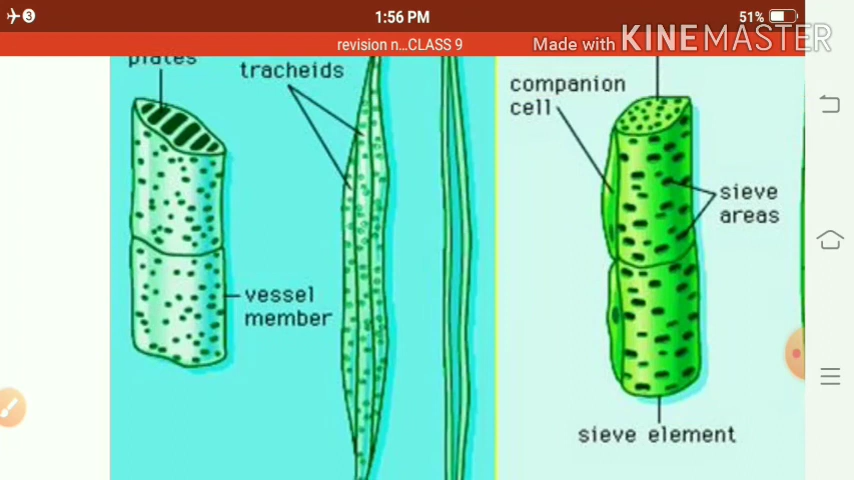 3
1:56 PM
51%
revision n...CLASS 9
Made with KINEMASTER
plates
tracheids
vessel
member
companion
cell
sieve
areas
sieve element